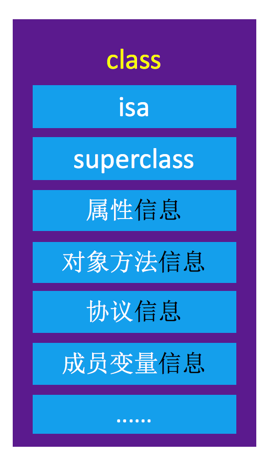 class
isa
superclass
属性信息
对象方法信息
协议信息
成员变量信息
......